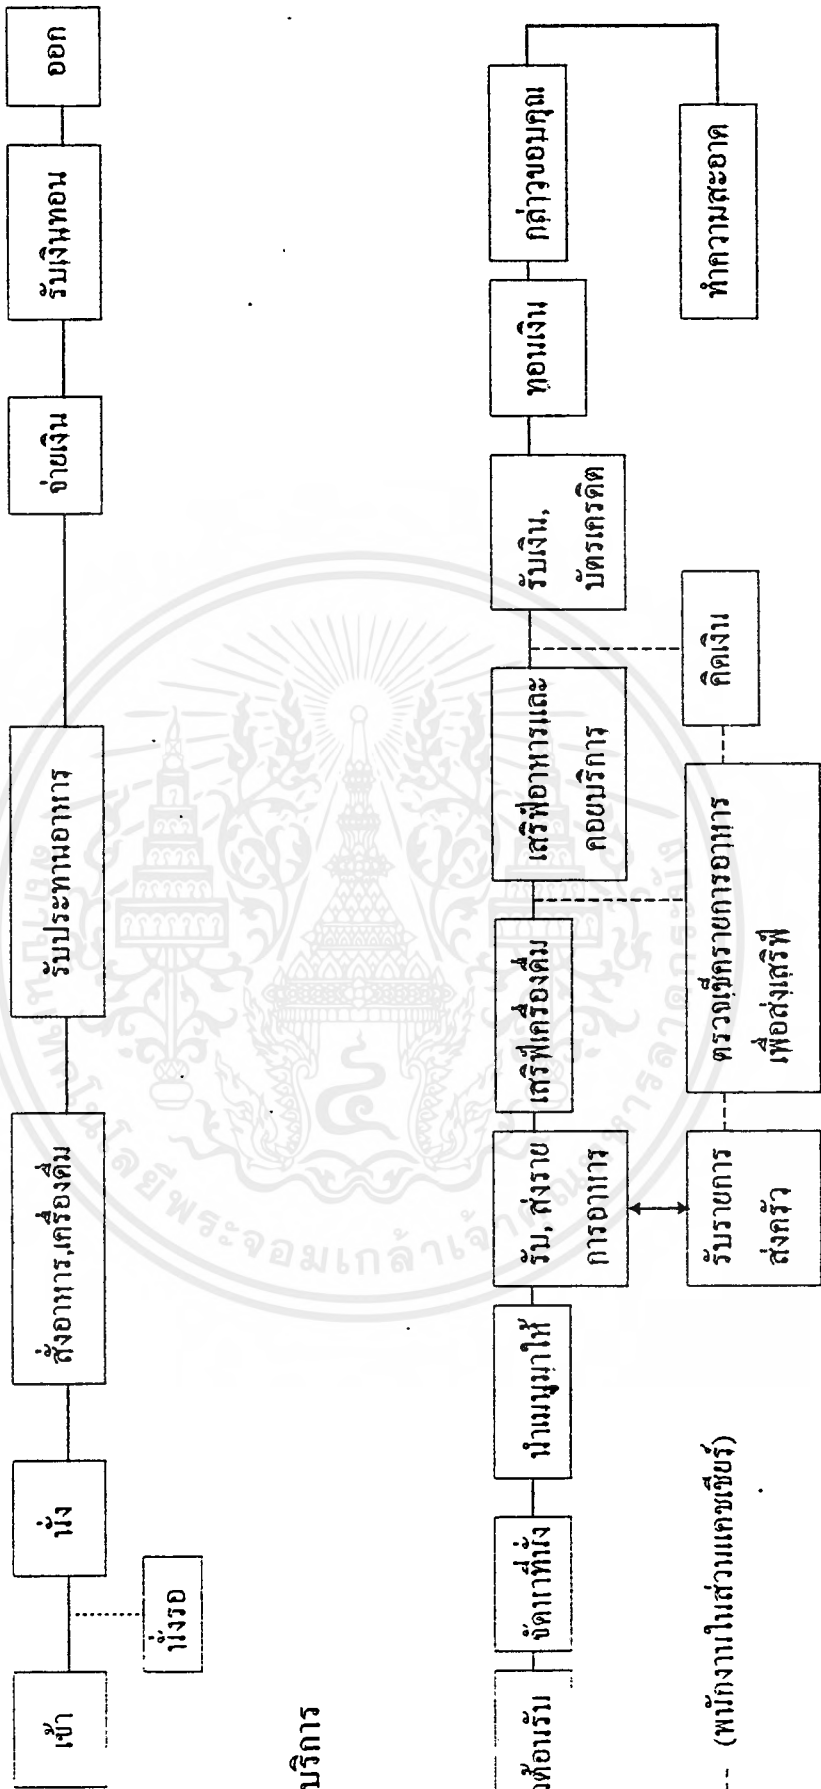 เข้า
นั่ง
นั่งรอ
สั่งอาหาร,เครื่องดื่ม
รับประทานอาหาร
จ่ายเงิน
รับเงินทอน
ออก
บริการ
ต้อนรับ
จัดหาที่นั่ง
นำเมนูมาให้
รับ, ส่งราย
การอาหาร
เสริฟเครื่องดื่ม
เสริฟอาหารและ
คอยบริการ
รับเงิน,
บัตรเครดิต
ทอนเงิน
กล่าวขอบคุณ
ทำความสะอาด
รับรายการ
ส่งครัว
ตรวจเช็ครายการอาหาร
เพื่อส่งเสริฟ
คิดเงิน
(พนักงานในส่วนแคชเชียร์)